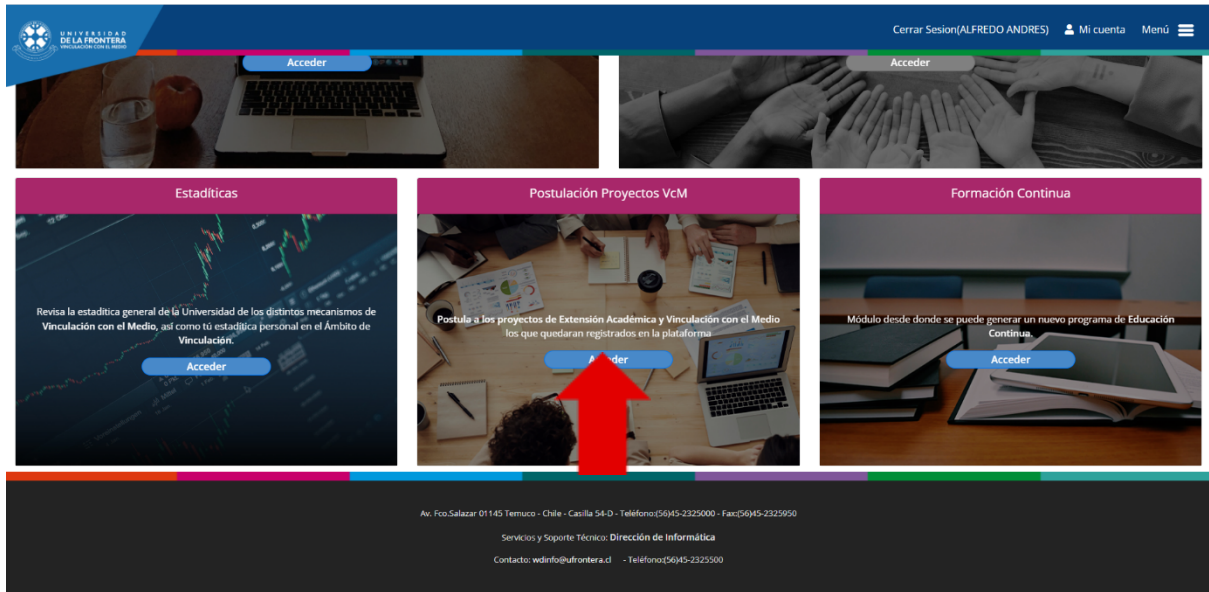 UNIVERSIDAD
DE LA FRONTERA
VINCULACIÓN CON EL MEDIO
Cerrar Sesion(ALFREDO ANDRES)
Mi cuenta
Menú
Acceder
Acceder
Estadíticas
Revisa la estadítica general de la Universidad de los distintos mecanismos de
Vinculación con el Medio, así como tú estadítica personal en el Ámbito de
Vinculación.
Acceder
Postulación Proyectos VcM
Postula a los proyectos de Extensión Académica y Vinculación con el Medio
los que quedaran registrados en la plataforma
Acceder
Formación Continua
Módulo desde donde se puede generar un nuevo programa de Educación
Continua.
Acceder
Av. Fco.Salazar 01145 Temuco - Chile - Casilla 54-D - Teléfono:(56)45-2325000 - Fax:(56)45-2325950
Servicios y Soporte Técnico: Dirección de Informática
Contacto: wdinfo@ufrontera.cl - Teléfono:(56)45-2325500